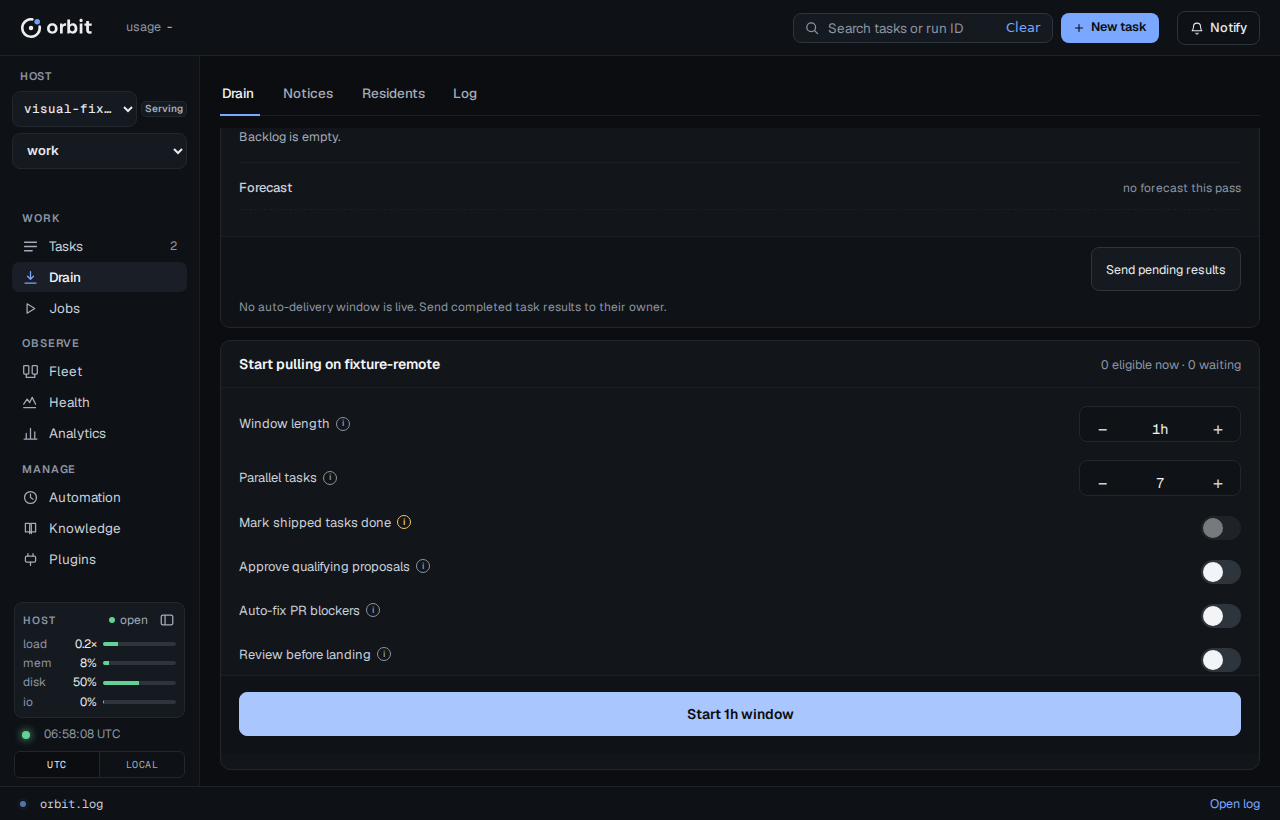 orbit
usage -
Search tasks or run ID
Clear
+ New task
Notify
HOST
visual-fix…
Serving
work
WORK
Tasks 2
Drain
Jobs
OBSERVE
Fleet
Health
Analytics
MANAGE
Automation
Knowledge
Plugins
HOST open
load 0.2×
mem 8%
disk 50%
io 0%
06:58:08 UTC
UTC LOCAL
Drain Notices Residents Log
Backlog is empty.
Forecast no forecast this pass
Send pending results
No auto-delivery window is live. Send completed task results to their owner.
Start pulling on fixture-remote 0 eligible now · 0 waiting
Window length i − 1h +
Parallel tasks i − 7 +
Mark shipped tasks done i
Approve qualifying proposals i
Auto-fix PR blockers i
Review before landing i
Start 1h window
orbit.log
Open log